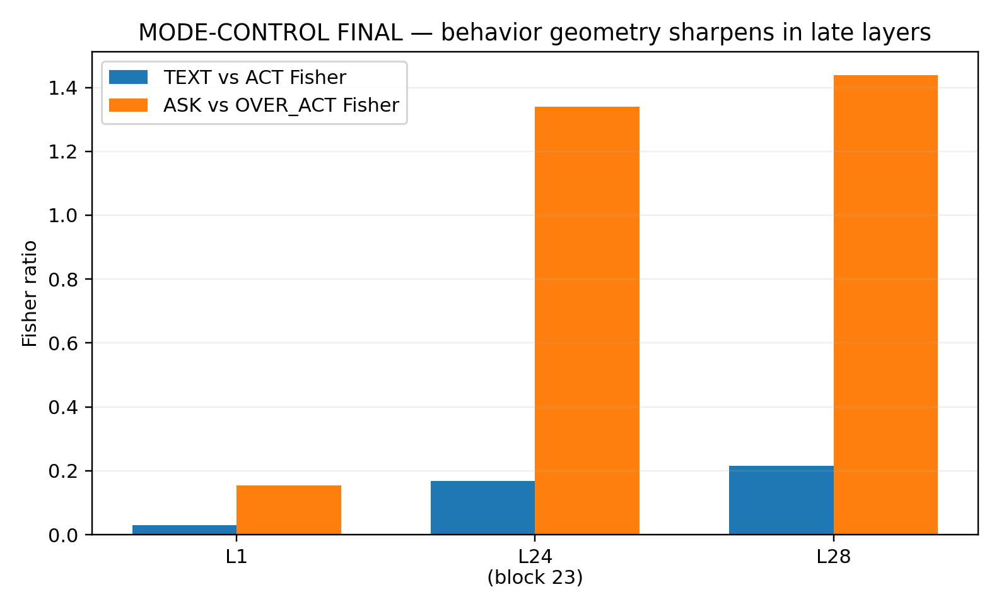 MODE-CONTROL FINAL — behavior geometry sharpens in late layers
TEXT vs ACT Fisher
ASK vs OVER_ACT Fisher
Fisher ratio
1.4
1.2
1.0
0.8
0.6
0.4
0.2
0.0
L1
L24
(block 23)
L28